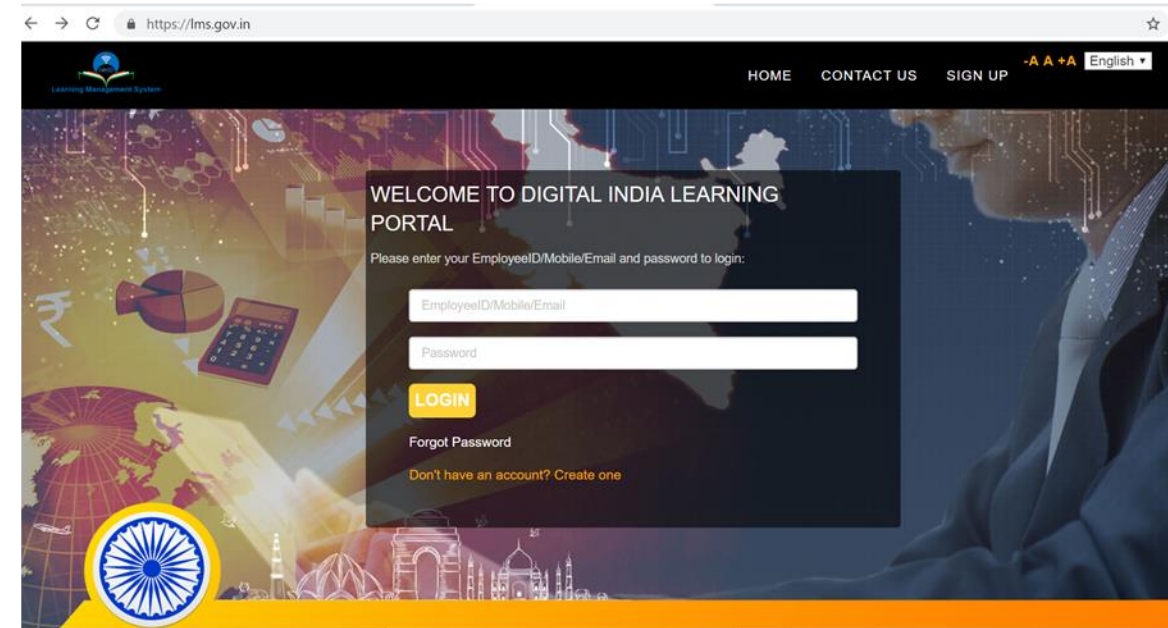 https://lms.gov.in
Learning Management System
HOME CONTACT US SIGN UP -A A +A English
WELCOME TO DIGITAL INDIA LEARNING
PORTAL
Please enter your EmployeeID/Mobile/Email and password to login:
EmployeeID/Mobile/Email
Password
LOGIN
Forgot Password
Don't have an account? Create one